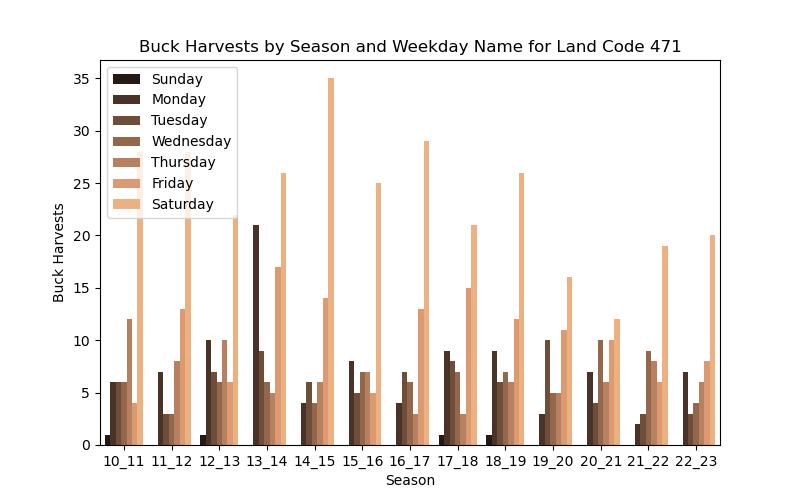 Buck Harvests by Season and Weekday Name for Land Code 471
Sunday
Monday
Tuesday
Wednesday
Thursday
Friday
Saturday
35
30
25
20
15
10
5
0
Buck Harvests
10_11 11_12 12_13 13_14 14_15 15_16 16_17 17_18 18_19 19_20 20_21 21_22 22_23
Season